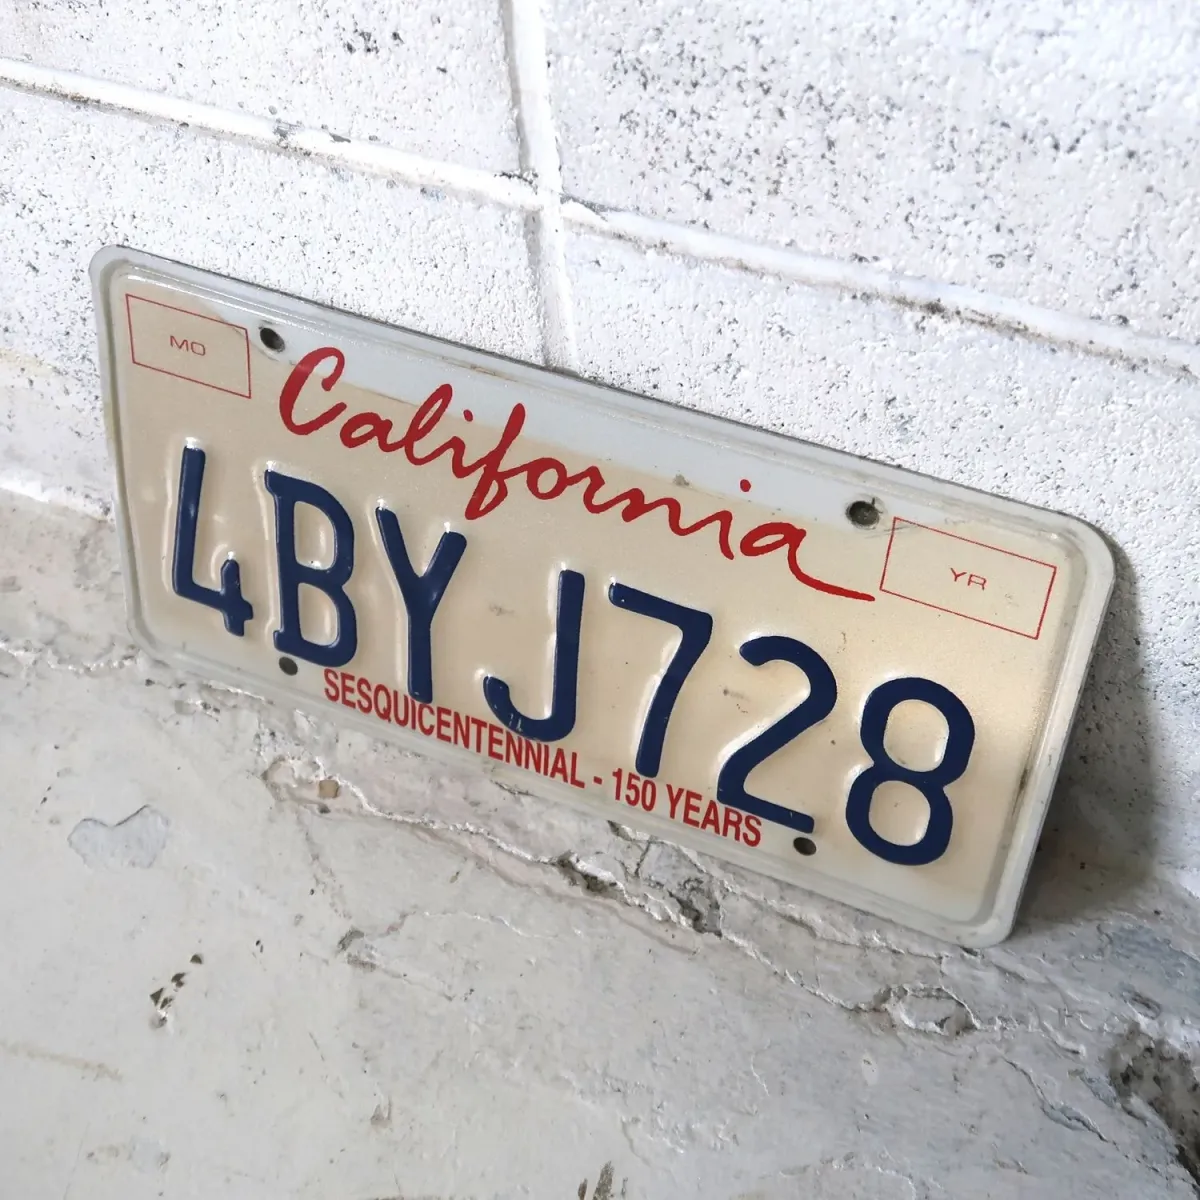 MO
California
YR
4BYJ728
SESQUICENTENNIAL - 150 YEARS